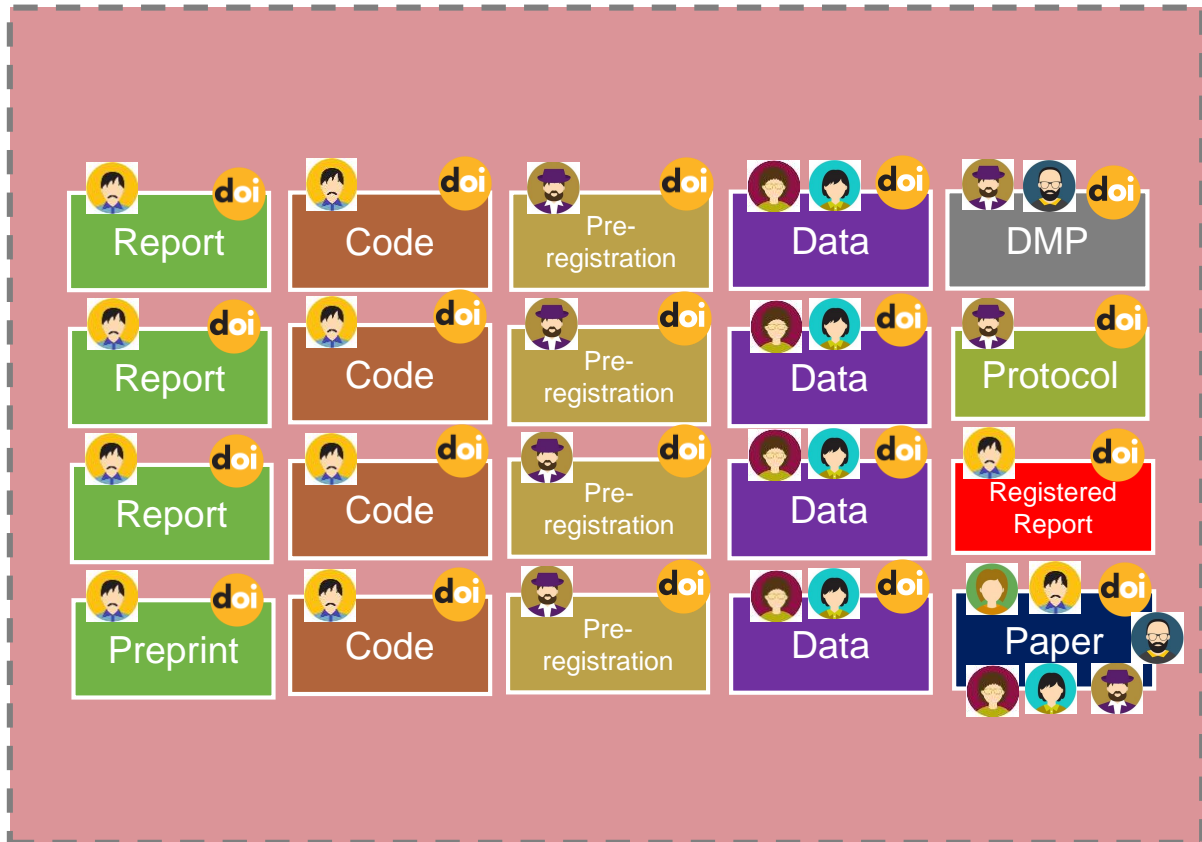 doi doi doi doi doi
Report Code Pre- Data DMP
registration
doi doi doi doi doi
Report Code Pre- Data Protocol
registration
doi doi doi doi doi
Report Code Pre- Data Registered
registration Report
doi doi doi doi doi
Preprint Code Pre- Data Paper
registration